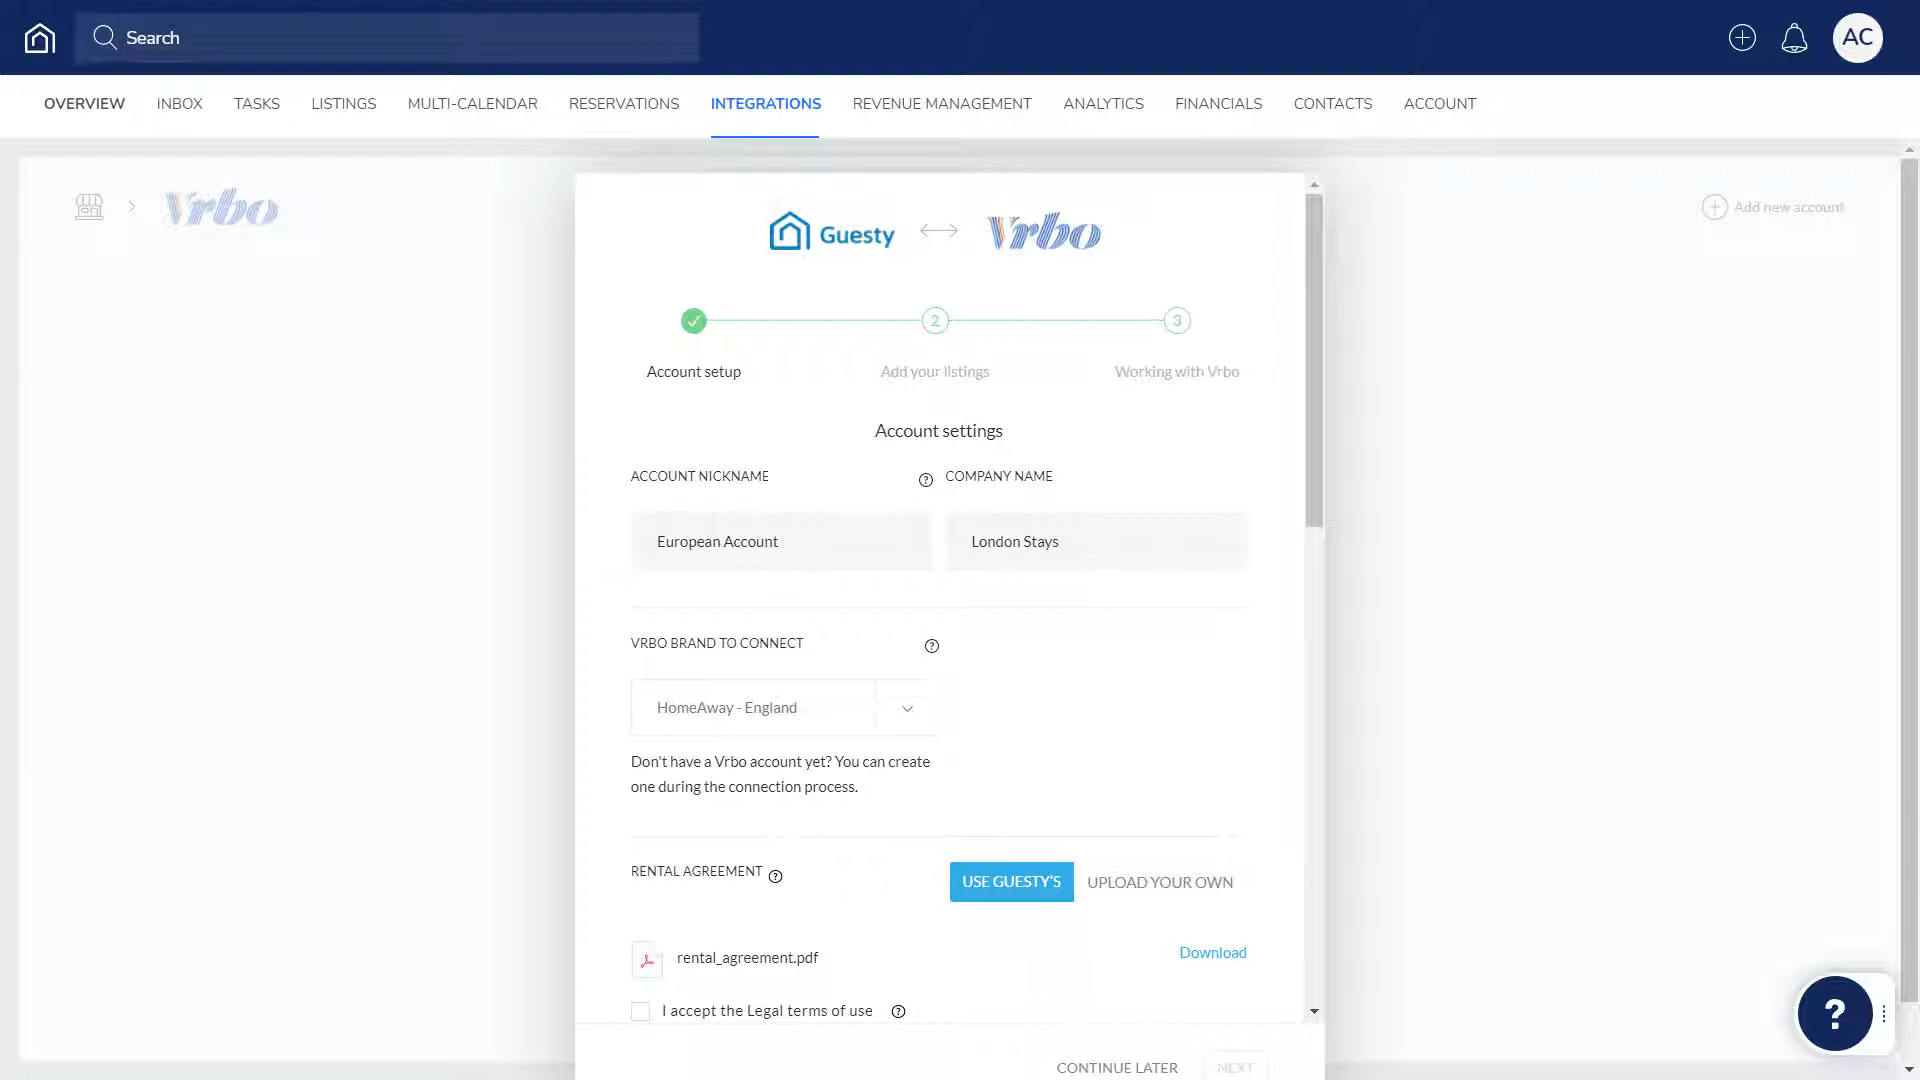 Search
AC
OVERVIEW INBOX TASKS LISTINGS MULTI-CALENDAR RESERVATIONS INTEGRATIONS REVENUE MANAGEMENT ANALYTICS FINANCIALS CONTACTS ACCOUNT
Vrbo
Add new account
Guesty Vrbo
2 3
Account setup Add your listings Working with Vrbo
Account settings
ACCOUNT NICKNAME ? COMPANY NAME
European Account London Stays
VRBO BRAND TO CONNECT ?
HomeAway - England
Don't have a Vrbo account yet? You can create
one during the connection process.
RENTAL AGREEMENT ? USE GUESTY'S UPLOAD YOUR OWN
rental_agreement.pdf Download
I accept the Legal terms of use ?
?
CONTINUE LATER NEXT